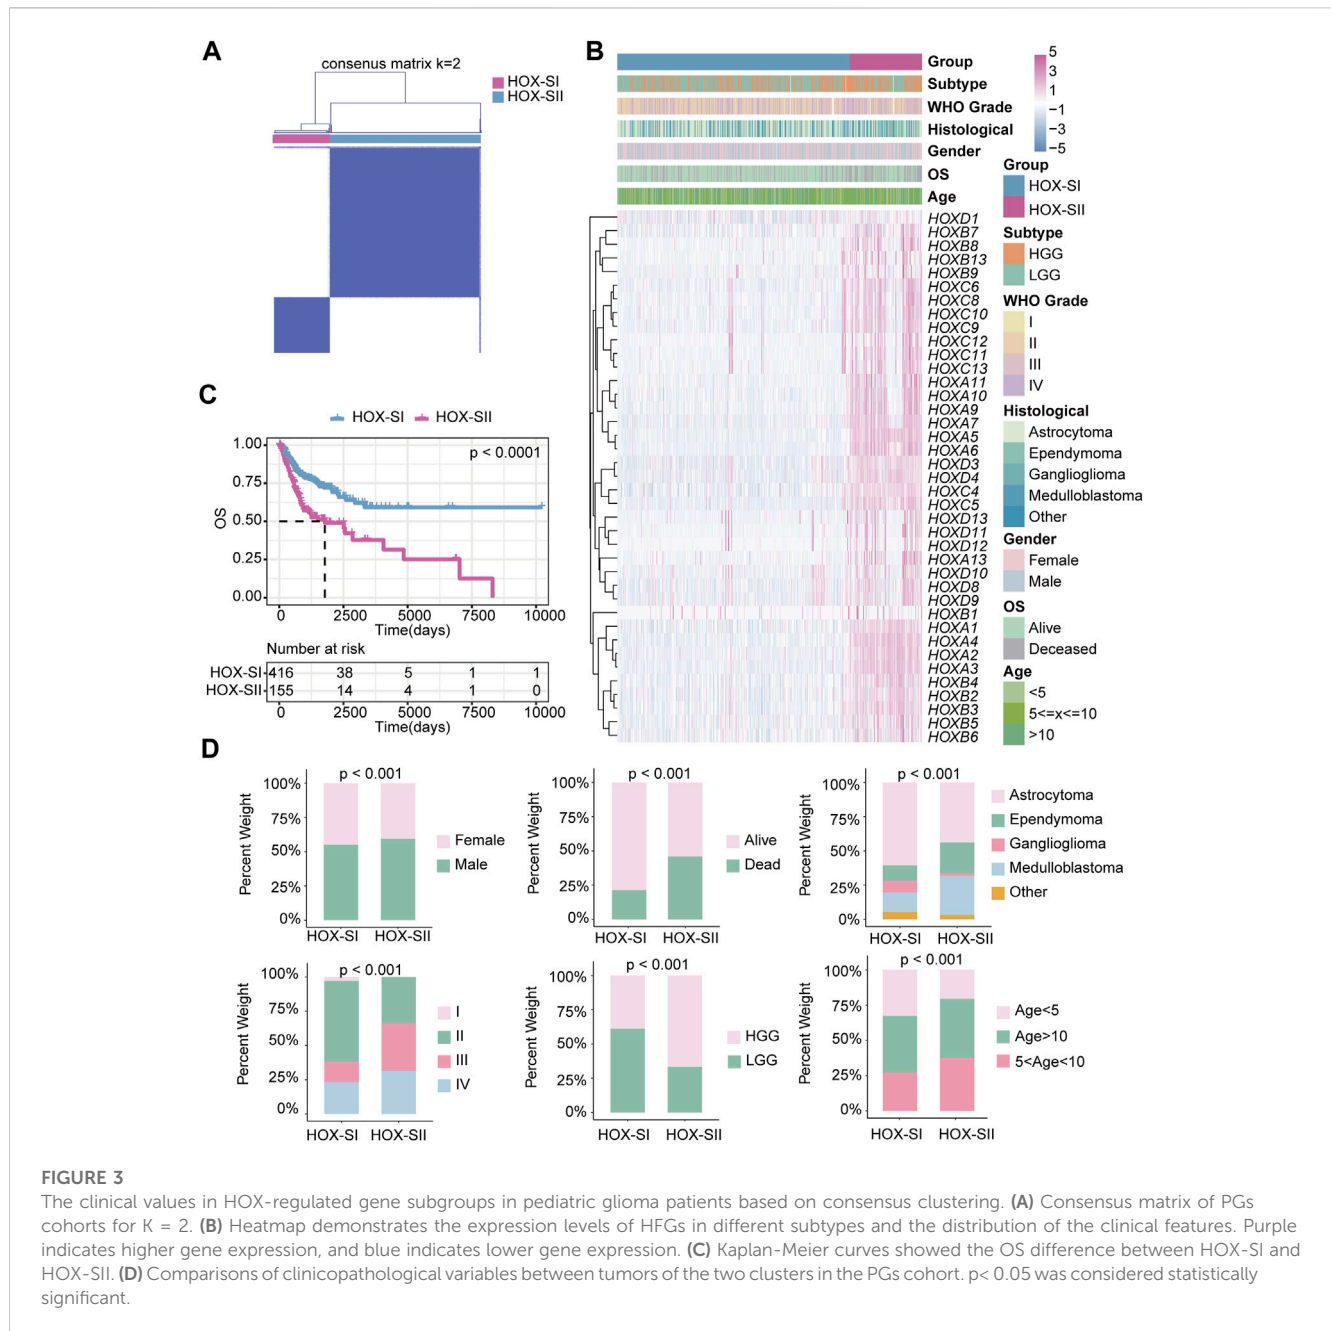 A
consenus matrix k=2
HOX-SI
HOX-SII
B
Group
Subtype
WHO Grade
Histological
Gender
OS
Age
HOXD1
HOXB7
HOXB8
HOXB13
HOXB9
HOXC6
HOXC8
HOXC10
HOXC9
HOXC12
HOXC11
HOXC13
HOXA11
HOXA10
HOXA9
HOXA7
HOXA5
HOXA6
HOXD3
HOXD4
HOXC4
HOXC5
HOXD13
HOXD11
HOXD12
HOXA13
HOXD10
HOXD8
HOXD9
HOXB1
HOXA1
HOXA4
HOXA2
HOXA3
HOXB4
HOXB2
HOXB3
HOXB5
HOXB6
5
3
1
−1
−3
−5
Group
HOX-SI
HOX-SII
Subtype
HGG
LGG
WHO Grade
I
II
III
IV
Histological
Astrocytoma
Ependymoma
Ganglioglioma
Medulloblastoma
Other
Gender
Female
Male
OS
Alive
Deceased
Age
<5
5<=x<=10
>10
C
HOX-SI HOX-SII
p < 0.0001
1.00
0.75
0.50
0.25
0.00
OS
0 2500 5000 7500 10000
Time(days)
Number at risk
HOX-SI 416 38 5 1 1
HOX-SII 155 14 4 1 0
0 2500 5000 7500 10000
Time(days)
D
p < 0.001
100%
75%
50%
25%
0%
Percent Weight
HOX-SI HOX-SII
Female
Male
p < 0.001
100%
75%
50%
25%
0%
Percent Weight
HOX-SI HOX-SII
Alive
Dead
p < 0.001
100%
75%
50%
25%
0%
Percent Weight
HOX-SI HOX-SII
Astrocytoma
Ependymoma
Ganglioglioma
Medulloblastoma
Other
p < 0.001
100%
75%
50%
25%
0%
Percent Weight
HOX-SI HOX-SII
I
II
III
IV
p < 0.001
100%
75%
50%
25%
0%
Percent Weight
HOX-SI HOX-SII
HGG
LGG
p < 0.001
100%
75%
50%
25%
0%
Percent Weight
HOX-SI HOX-SII
Age<5
Age>10
5<Age<10
FIGURE 3
The clinical values in HOX-regulated gene subgroups in pediatric glioma patients based on consensus clustering. (A) Consensus matrix of PGs
cohorts for K = 2. (B) Heatmap demonstrates the expression levels of HFGs in different subtypes and the distribution of the clinical features. Purple
indicates higher gene expression, and blue indicates lower gene expression. (C) Kaplan-Meier curves showed the OS difference between HOX-SI and
HOX-SII. (D) Comparisons of clinicopathological variables between tumors of the two clusters in the PGs cohort. p< 0.05 was considered statistically
significant.